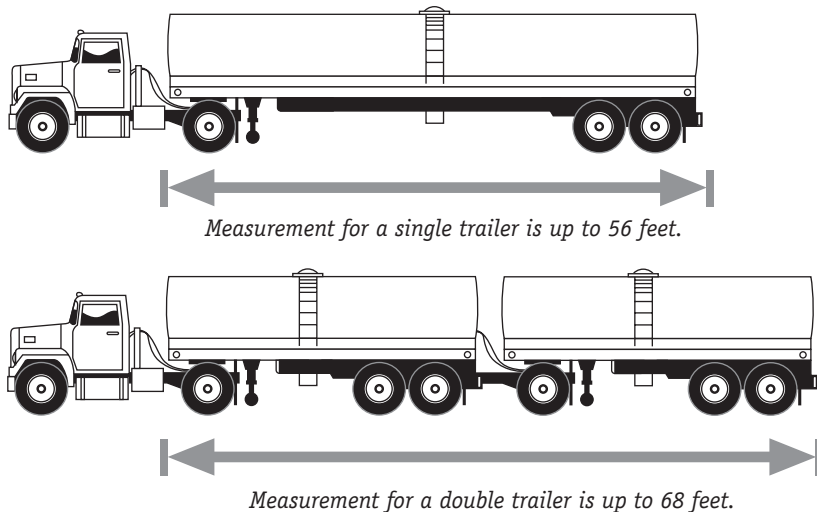 Measurement for a single trailer is up to 56 feet.
Measurement for a double trailer is up to 68 feet.